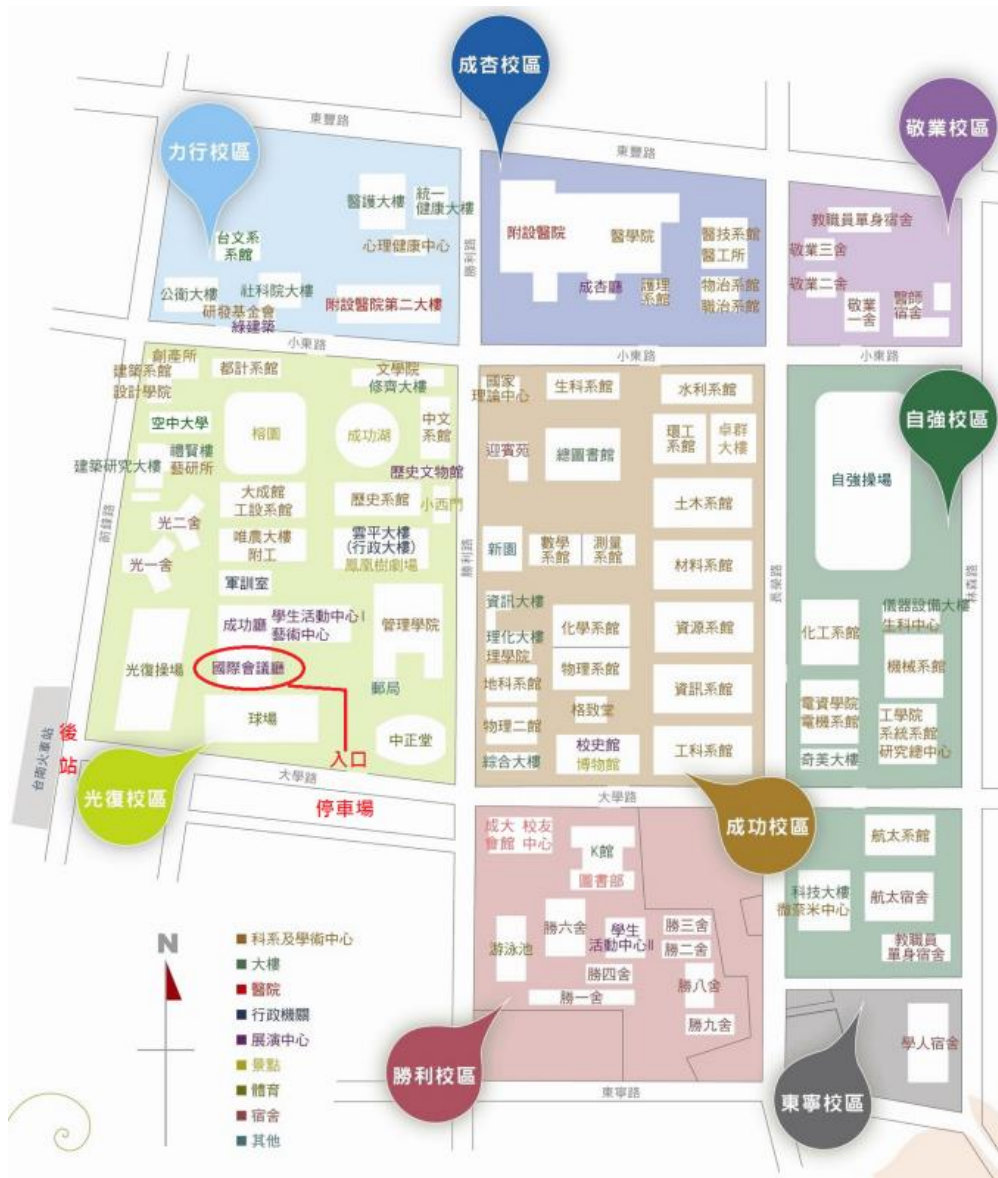 成杏校區
敬業校區
力行校區
東豐路
東豐路
醫護大樓
統一
健康大樓
心理健康中心
台文系
系館
公衛大樓
社科院大樓
研發基金會
綠建築
附設醫院第二大樓
勝利路
附設醫院
醫學院
醫技系館
醫工所
成杏廳
護理
系館
物治系館
職治系館
教職員單身宿舍
敬業三舍
敬業二舍
敬業
一舍
醫師
宿舍
小東路
小東路
小東路
創產所
建築系館
設計學院
都計系館
文學院
修齊大樓
空中大學
榕園
成功湖
中文
系館
禮賢樓
藝研所
建築研究大樓
歷史文物館
大成館
工設系館
歷史系館
小西門
光二舍
唯農大樓
附工
雲平大樓
(行政大樓)
鳳凰樹劇場
前鋒路
光一舍
軍訓室
勝利路
成功廳
學生活動中心I
藝術中心
管理學院
光復操場
國際會議廳
郵局
球場
中正堂
入口
後
站
台南火車站
大學路
停車場
光復校區
國家
理論中心
生科系館
水利系館
迎賓苑
總圖書館
環工
系館
卓群
大樓
土木系館
新園
數學
系館
測量
系館
材料系館
資訊大樓
化學系館
資源系館
理化大樓
理學院
物理系館
地科系館
資訊系館
格致堂
物理二館
校史館
博物館
工科系館
綜合大樓
大學路
成功校區
長榮路
自強校區
自強操場
林森路
儀器設備大樓
生科中心
化工系館
機械系館
電資學院
電機系館
工學院
系統系館
研究總中心
奇美大樓
航太系館
科技大樓
微奈米中心
航太宿舍
教職員
單身宿舍
成大 校友
會館 中心
K館
圖書部
游泳池
勝六舍
學生
活動中心II
勝三舍
勝二舍
勝四舍
勝一舍
勝八舍
勝九舍
勝利校區
東寧路
東寧校區
學人宿舍
N
科系及學術中心
大樓
醫院
行政機關
展演中心
景點
體育
宿舍
其他